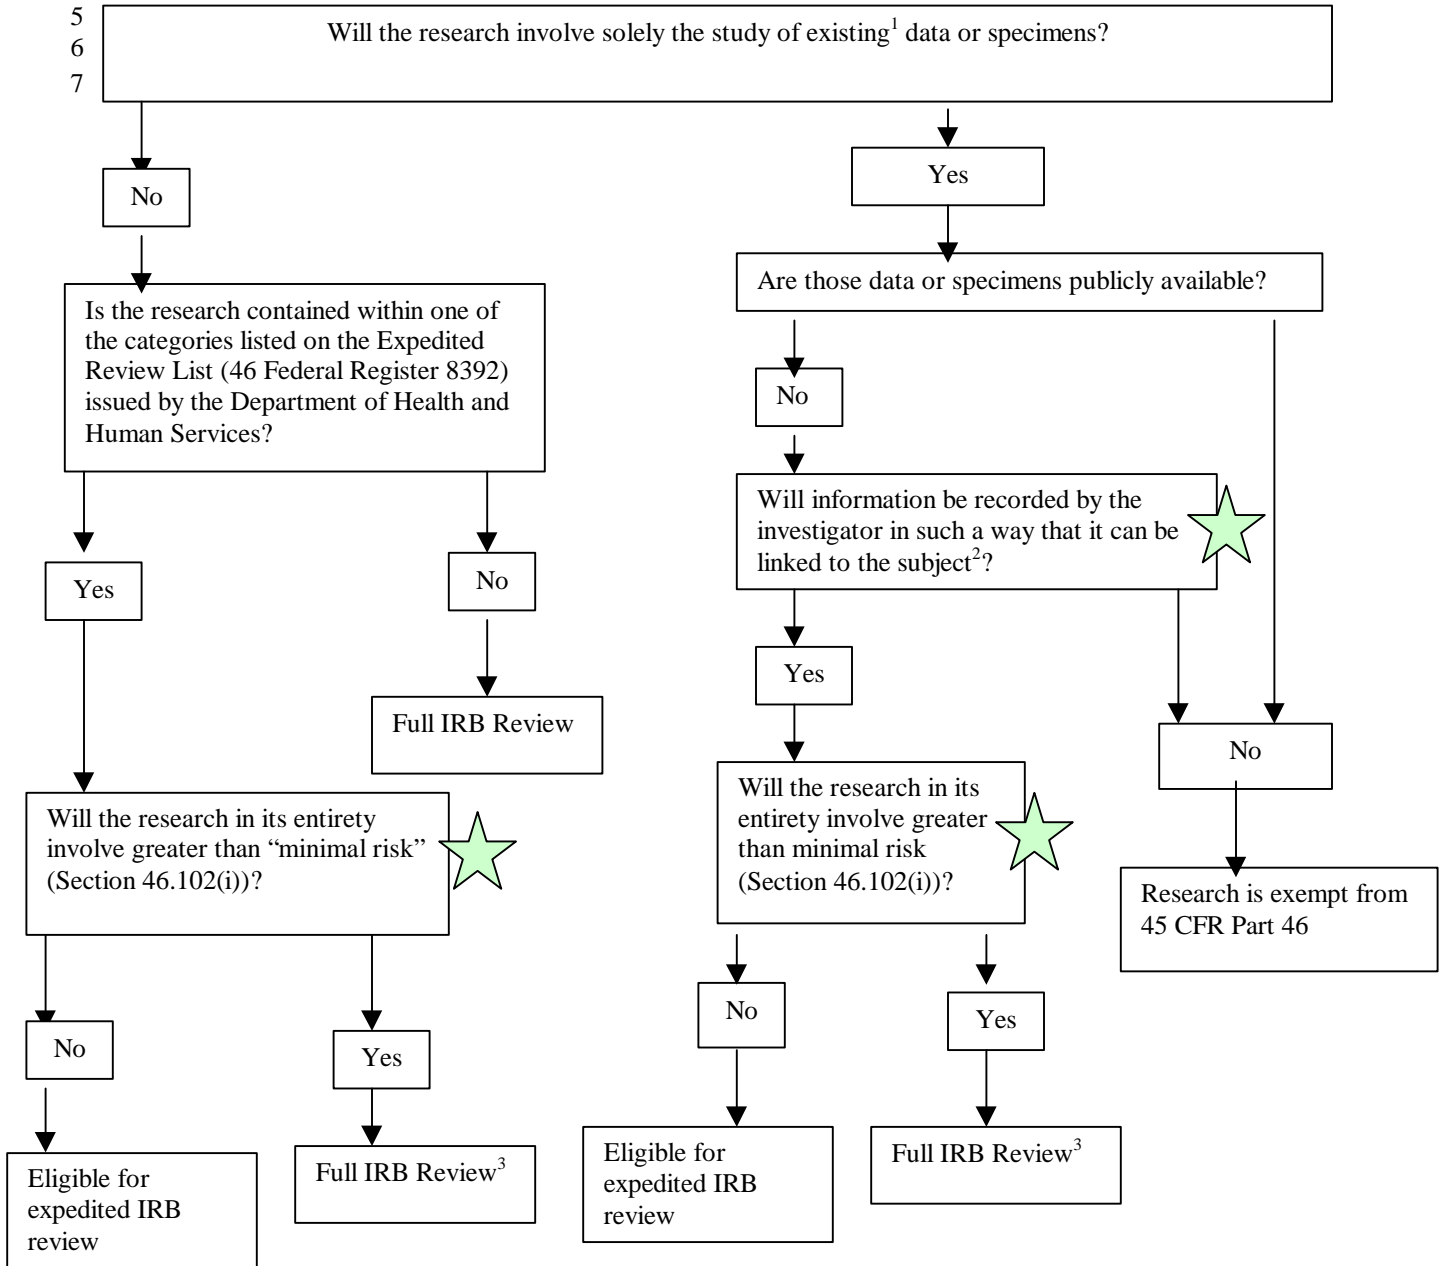 5
6
7
Will the research involve solely the study of existing1 data or specimens?
No
Yes
Is the research contained within one of
the categories listed on the Expedited
Review List (46 Federal Register 8392)
issued by the Department of Health and
Human Services?
Are those data or specimens publicly available?
No
Will information be recorded by the
investigator in such a way that it can be
linked to the subject2?
Yes
No
Yes
No
Full IRB Review
Will the research in its entirety
involve greater than “minimal risk”
(Section 46.102(i))?
Will the research in its
entirety involve greater
than minimal risk
(Section 46.102(i))?
Research is exempt from
45 CFR Part 46
No
Yes
No
Yes
Eligible for
expedited IRB
review
Full IRB Review3
Eligible for
expedited IRB
review
Full IRB Review3